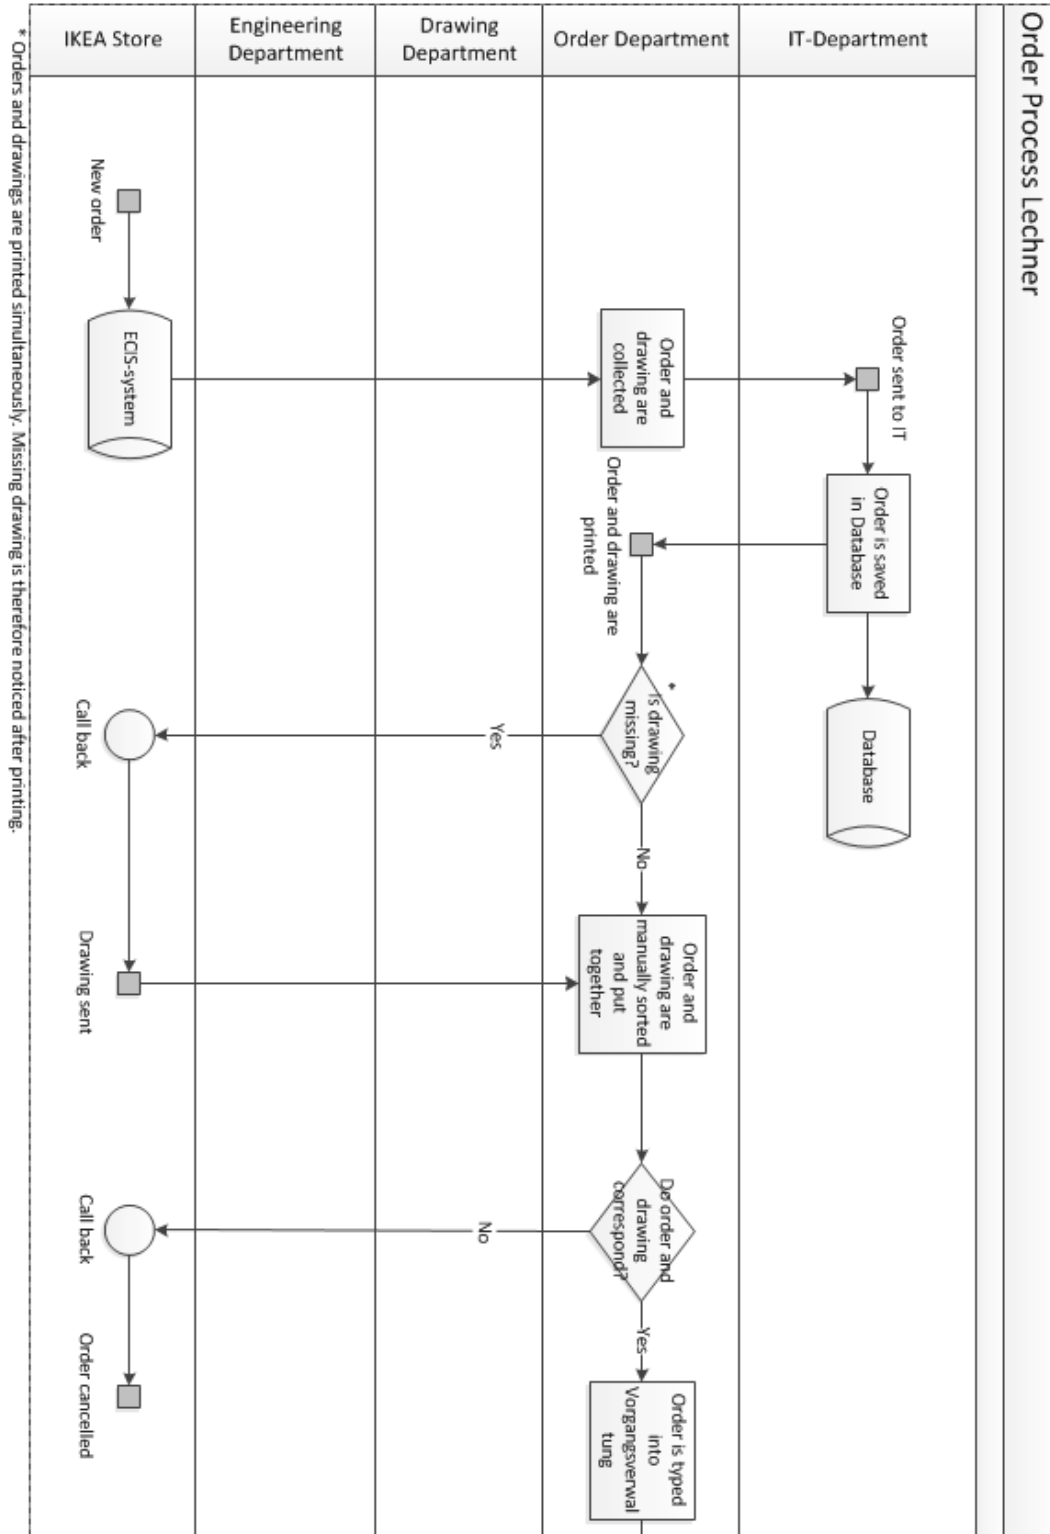 Order Process Lechner
IT-Department
Order Department
Drawing
Department
Engineering
Department
IKEA Store
Order sent to IT
Order is saved
in Database
Database
Order and
drawing are
collected
Order and drawing are
printed
*
Is drawing
missing?
Yes
No
Order and
drawing are
manually sorted
and put
together
Do order and
drawing
correspond?
No
Yes
Order is typed
into
Vorgangsverwal
tung
New order
ECIS-system
Call back
Drawing sent
Call back
Order cancelled
* Orders and drawings are printed simultaneously. Missing drawing is therefore noticed after printing.